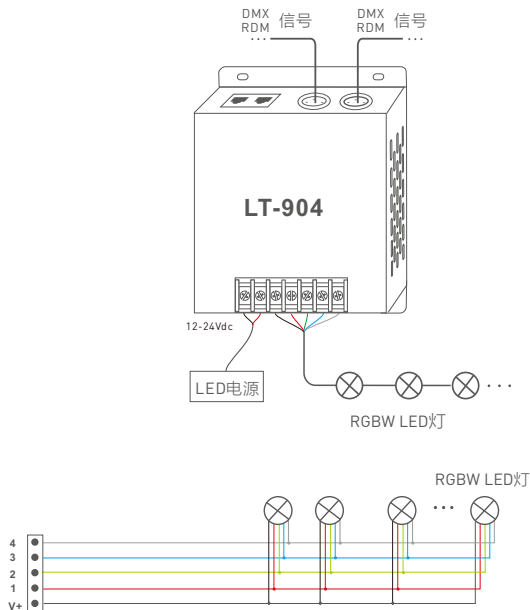 DMX
RDM 信号
···
DMX
RDM 信号
···
LT-904
12-24Vdc
LED电源
···
RGBW LED灯
RGBW LED灯
···
4
3
2
1
V+